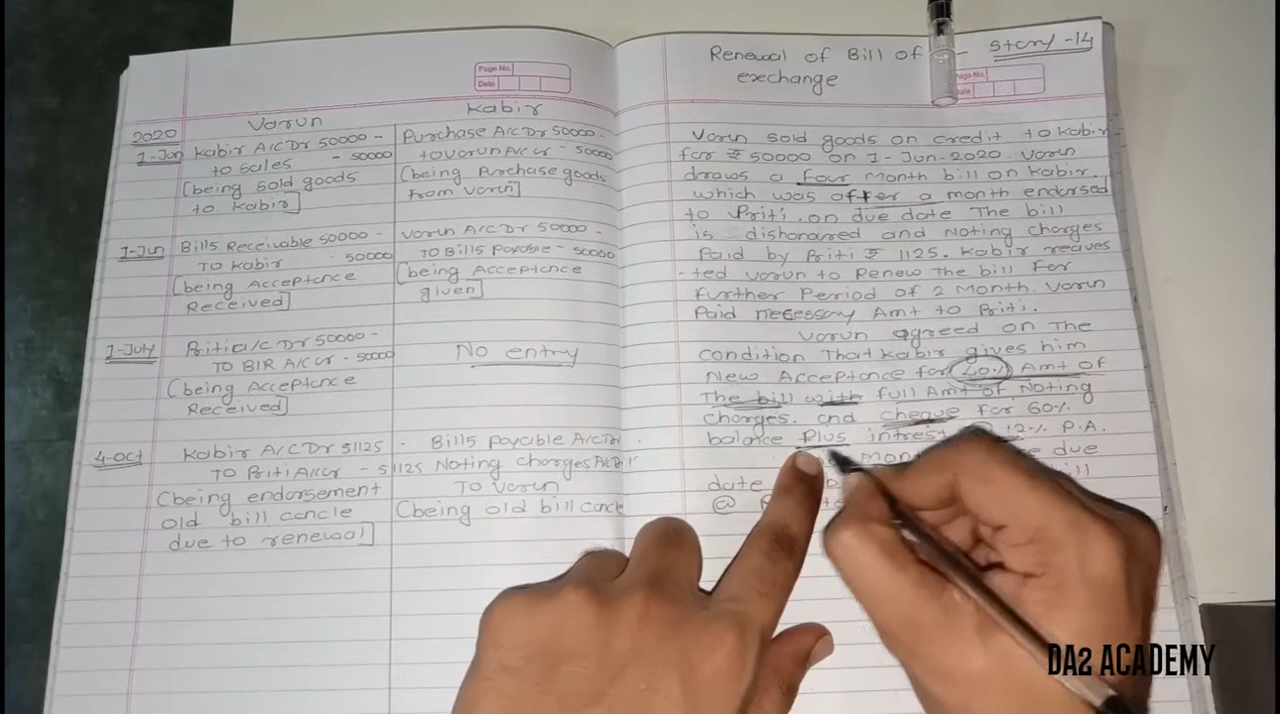 Renewal of Bill of
exchange
Story-14
Page No.
Date
Page No.
Date
Varun
Kabir
2020
1-Jun Kabir A/C Dr 50000-
to sales - 50000
[being sold goods
to Kabir]
Purchase A/C Dr 50000-
to varun A/c cr - 50000
[being Purchase goods
from Varun]
1-Jun Bills Receivable 50000-
TO Kabir - 50000
[being Acceptance
Received]
Varun A/C Dr 50000-
TO Bills Payable - 50000
[being Acceptance
given]
1-July Priti a/c Dr 50000-
TO B/R A/C cr - 50000
[being Acceptance
Received]
No entry
4-Oct Kabir A/C Dr 51125 -
TO Priti A/c cr - 51125
[being endorsement
old bill cancle
due to renewal]
Bills payable A/C Dr
Noting charges A/c Dr
TO Varun
[being old bill cancle
Varun sold goods on credit to Kabir
for ₹ 50000 on 1-Jun-2020. Varun
draws a four month bill on Kabir.
which was after a month endorsed
to Priti. on due date The bill
is dishonared and Noting charges
Paid by Priti ₹ 1125. Kabir reaves
-ted Varun to Renew the bill For
further Period of 2 Month. Varun
Paid necessary Amt to Priti.
Varun agreed on The
condition That Kabir gives him
New Acceptance for 40% Amt of
The bill with full Amt of Noting
charges. and cheque for 60%
balance Plus intrest @ 12% P.A.
due
date
@
DA2 ACADEMY